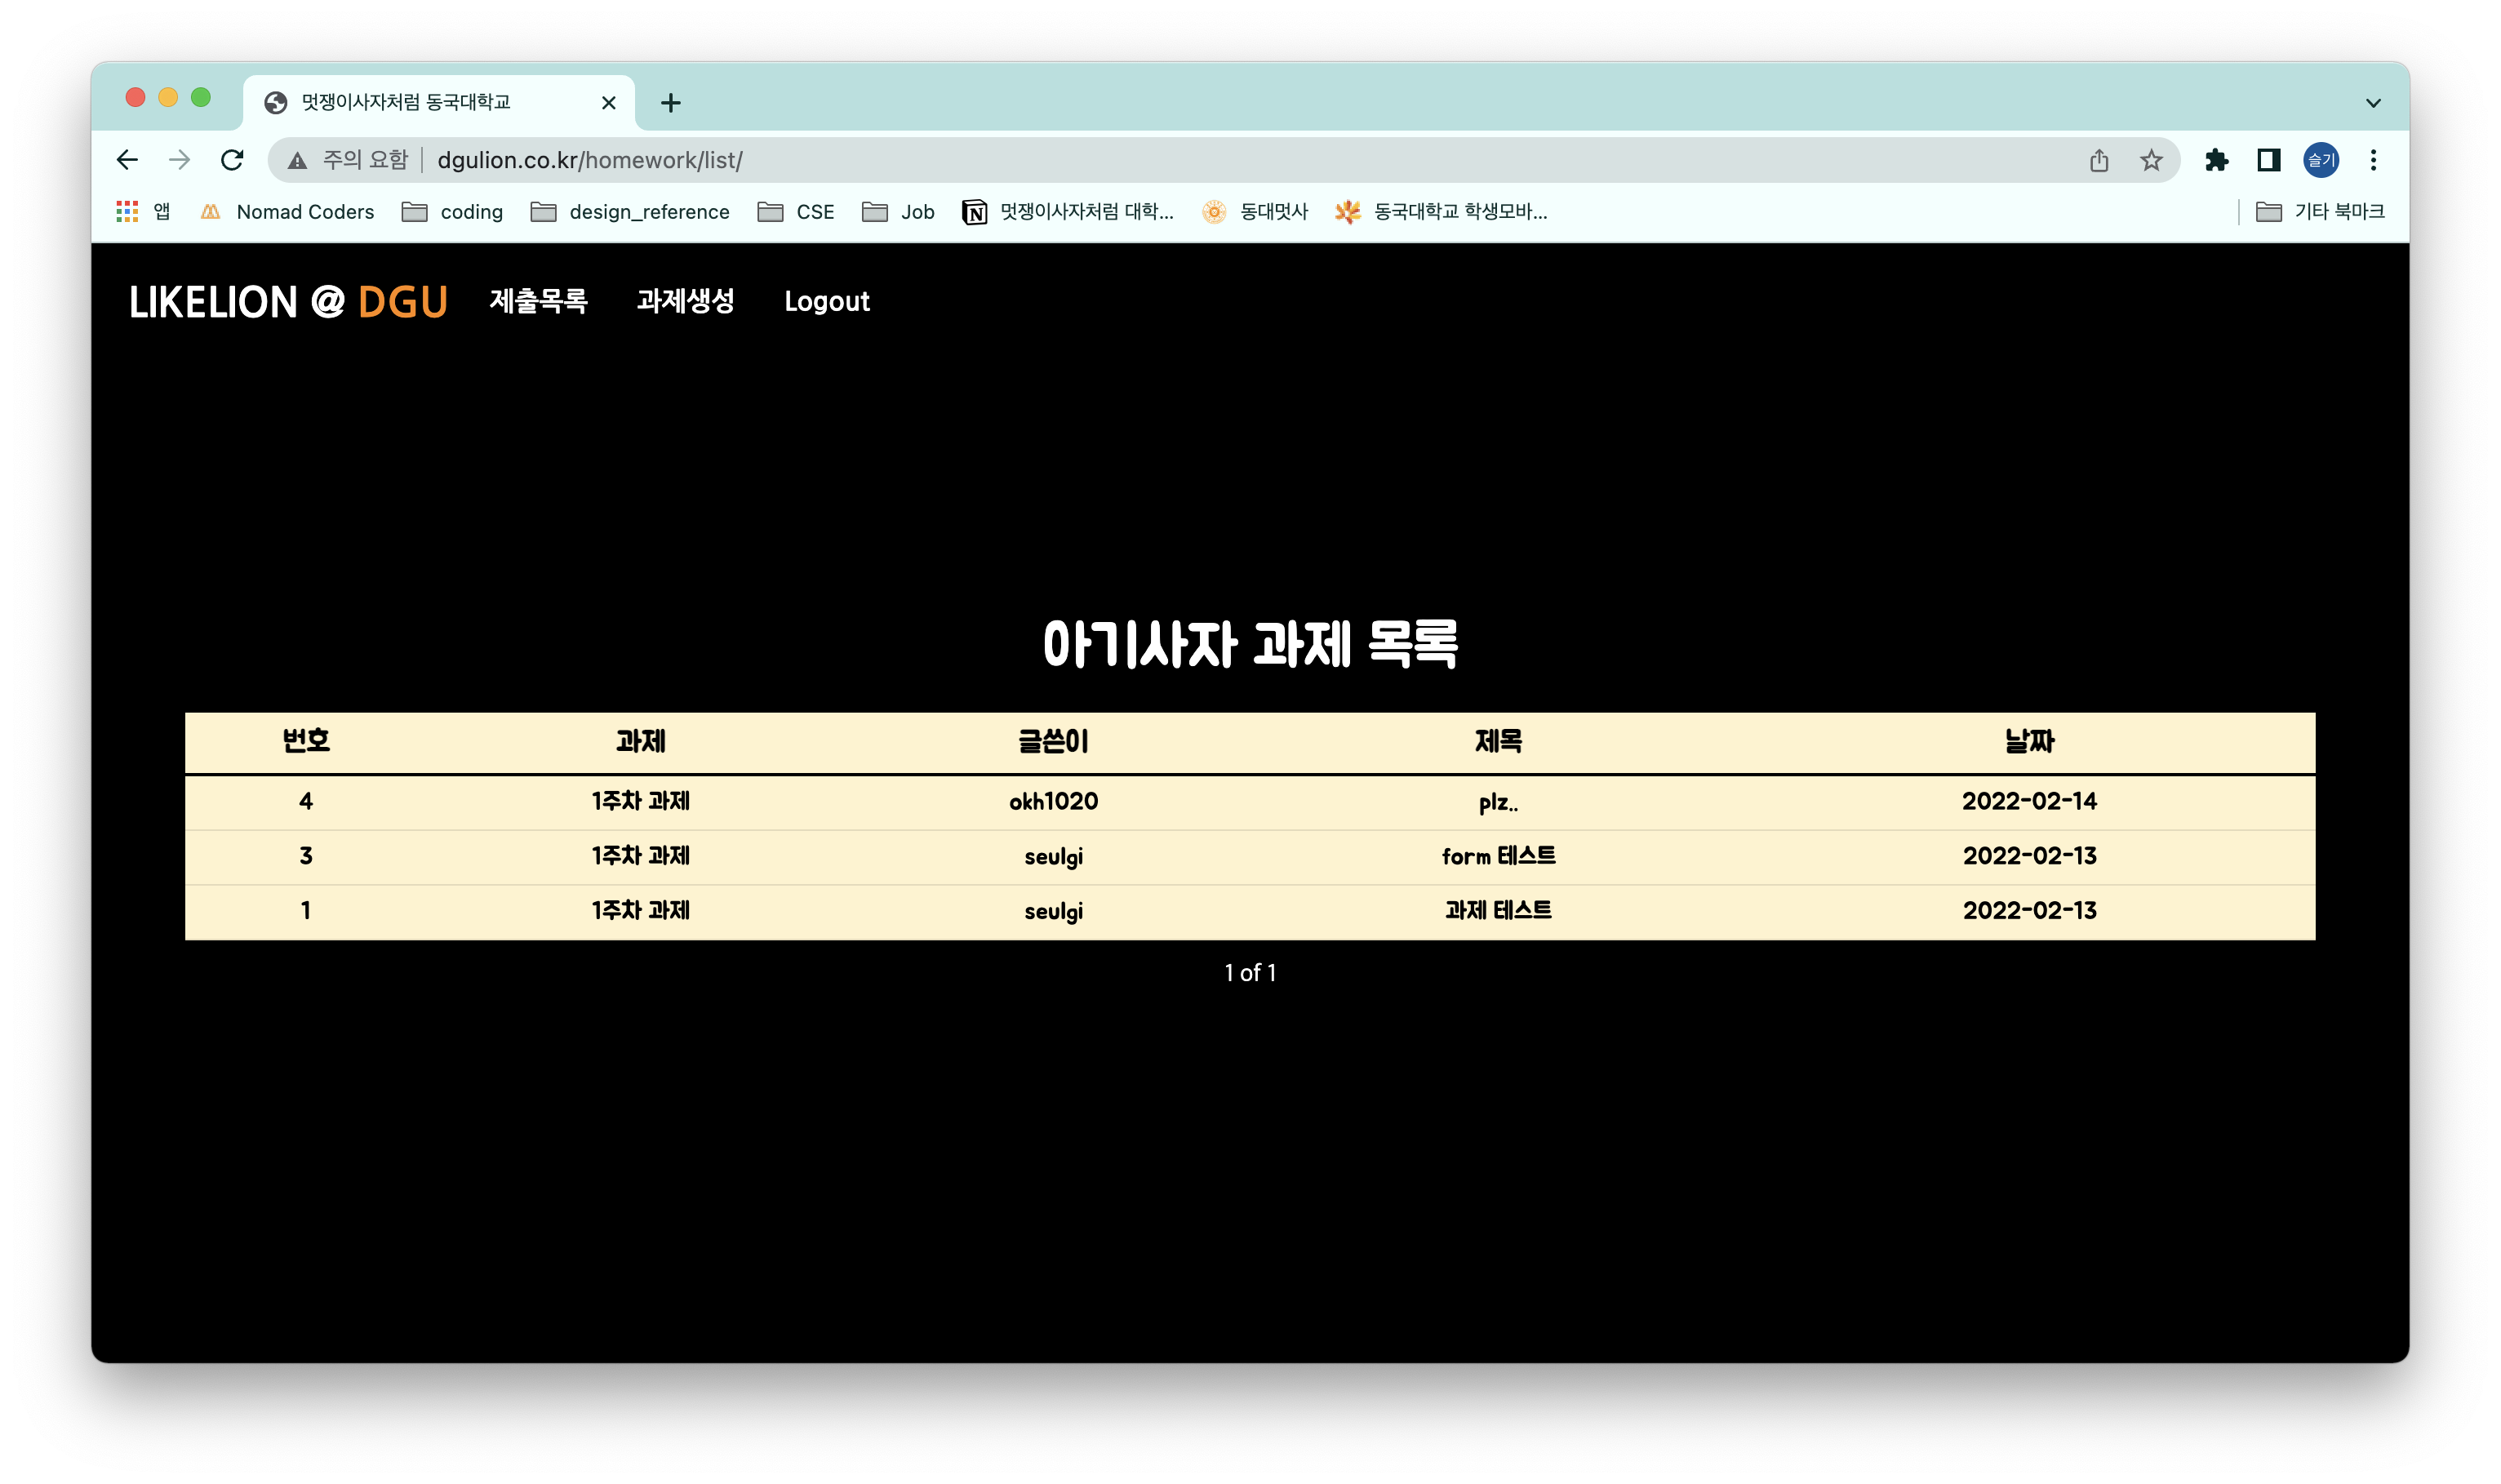 멋쟁이사자처럼 동국대학교
주의 요함 dgulion.co.kr/homework/list/ 슬기
앱 Nomad Coders coding design_reference CSE Job 멋쟁이사자처럼 대학... 동대멋사 동국대학교 학생모바... 기타 북마크
LIKELION @ DGU 제출목록 과제생성 Logout
아기사자 과제 목록
번호 과제 글쓴이 제목 날짜
4 1주차 과제 okh1020 plz.. 2022-02-14
3 1주차 과제 seulgi form 테스트 2022-02-13
1 1주차 과제 seulgi 과제 테스트 2022-02-13
1 of 1